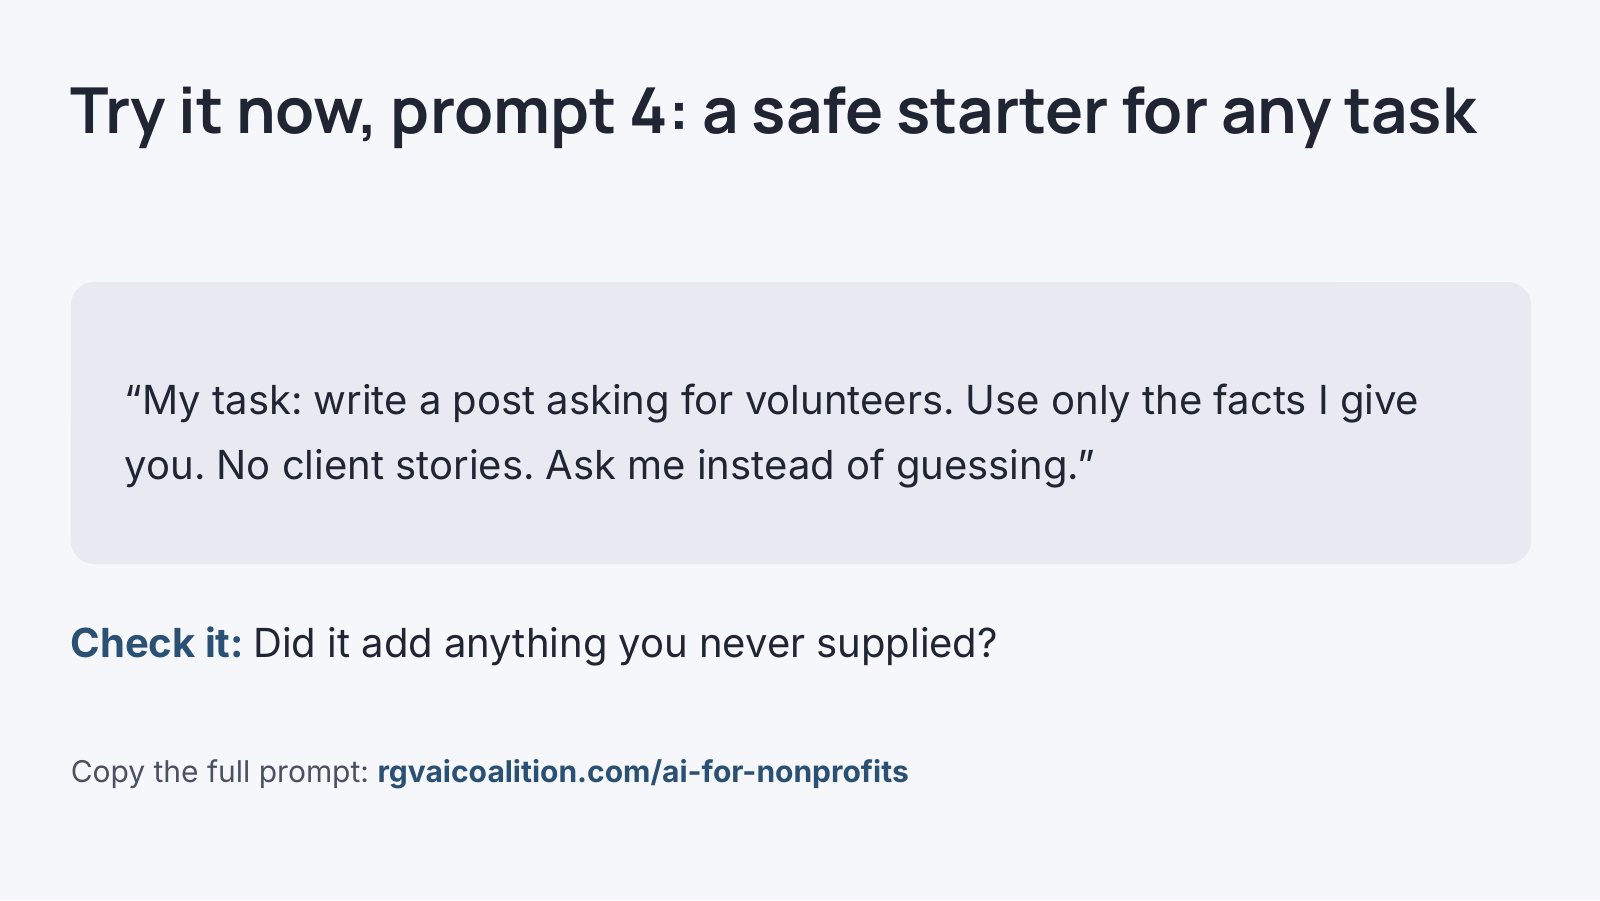 Try it now, prompt 4: a safe starter for any task
“My task: write a post asking for volunteers. Use only the facts I give
you. No client stories. Ask me instead of guessing.”
Check it: Did it add anything you never supplied?
Copy the full prompt: rgvaicoalition.com/ai-for-nonprofits